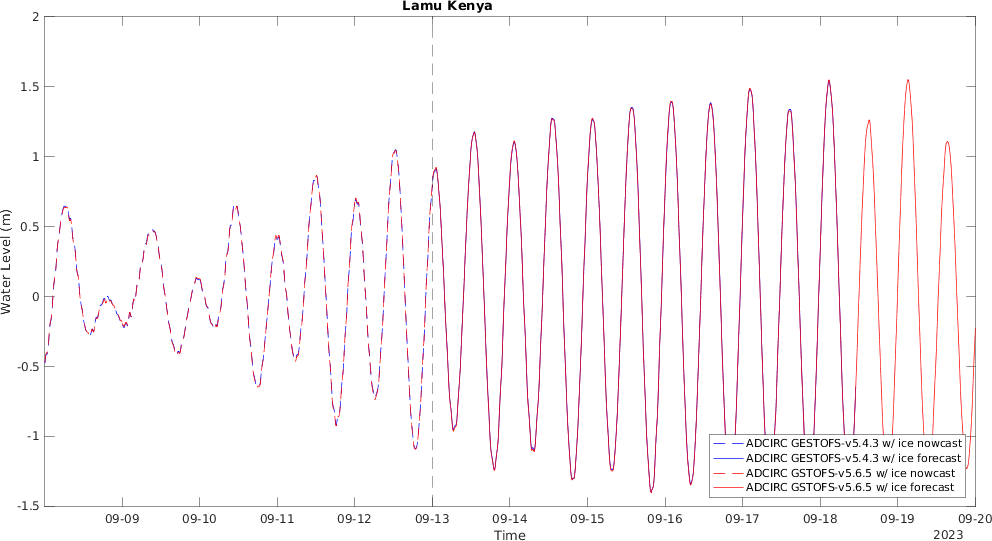 Lamu Kenya
2
1.5
1
0.5
0
-0.5
-1
-1.5
Water Level (m)
ADCIRC GESTOFS-v5.4.3 w/ ice nowcast
ADCIRC GESTOFS-v5.4.3 w/ ice forecast
ADCIRC GSTOFS-v5.6.5 w/ ice nowcast
ADCIRC GSTOFS-v5.6.5 w/ ice forecast
09-09 09-10 09-11 09-12 09-13 09-14 09-15 09-16 09-17 09-18 09-19 09-20
Time
2023